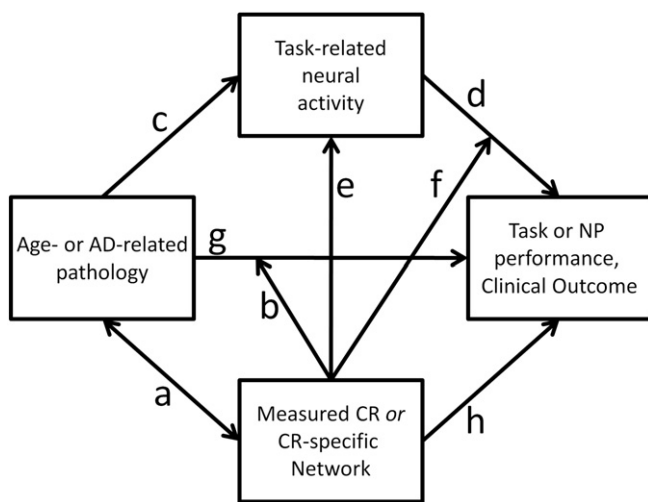 Task-related
neural
activity
c
d
e
f
Age- or AD-related
pathology
g
Task or NP
performance,
Clinical Outcome
b
a
h
Measured CR or
CR-specific
Network